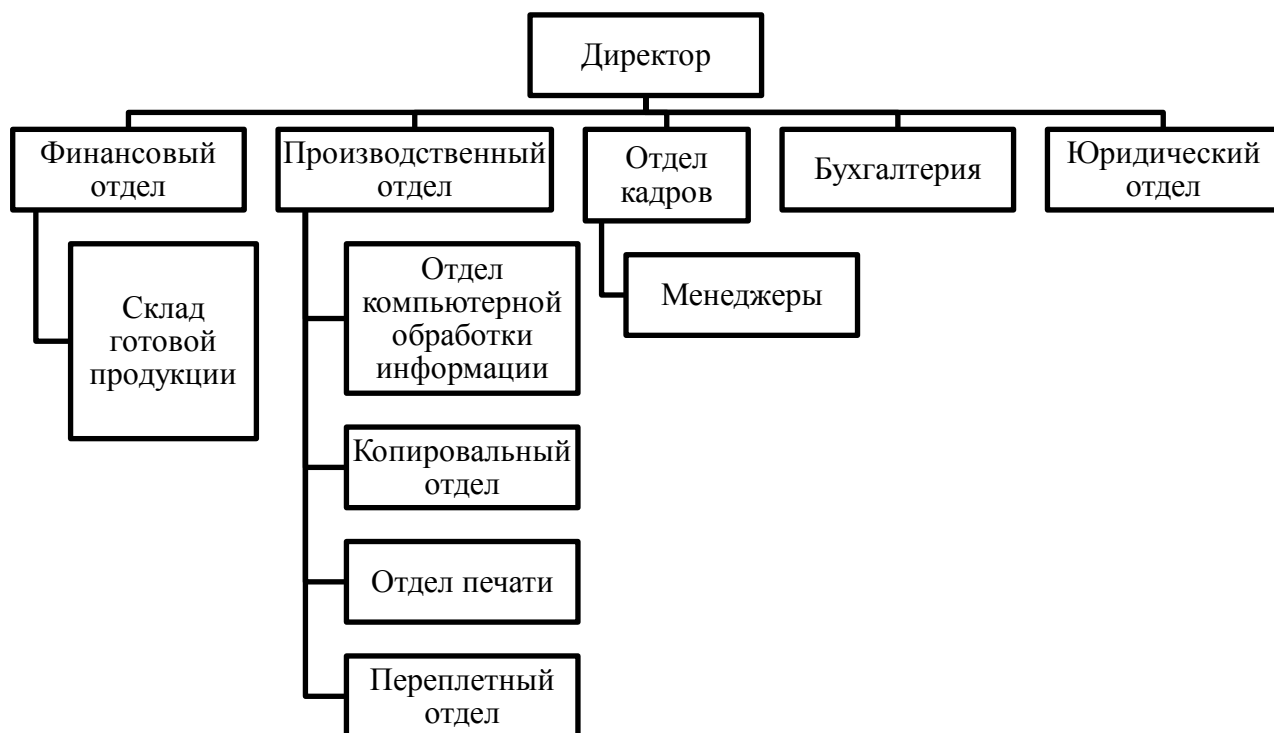 Директор
Финансовый
отдел
Производственный
отдел
Отдел
кадров
Бухгалтерия
Юридический
отдел
Склад
готовой
продукции
Отдел
компьютерной
обработки
информации
Менеджеры
Копировальный
отдел
Отдел печати
Переплетный
отдел